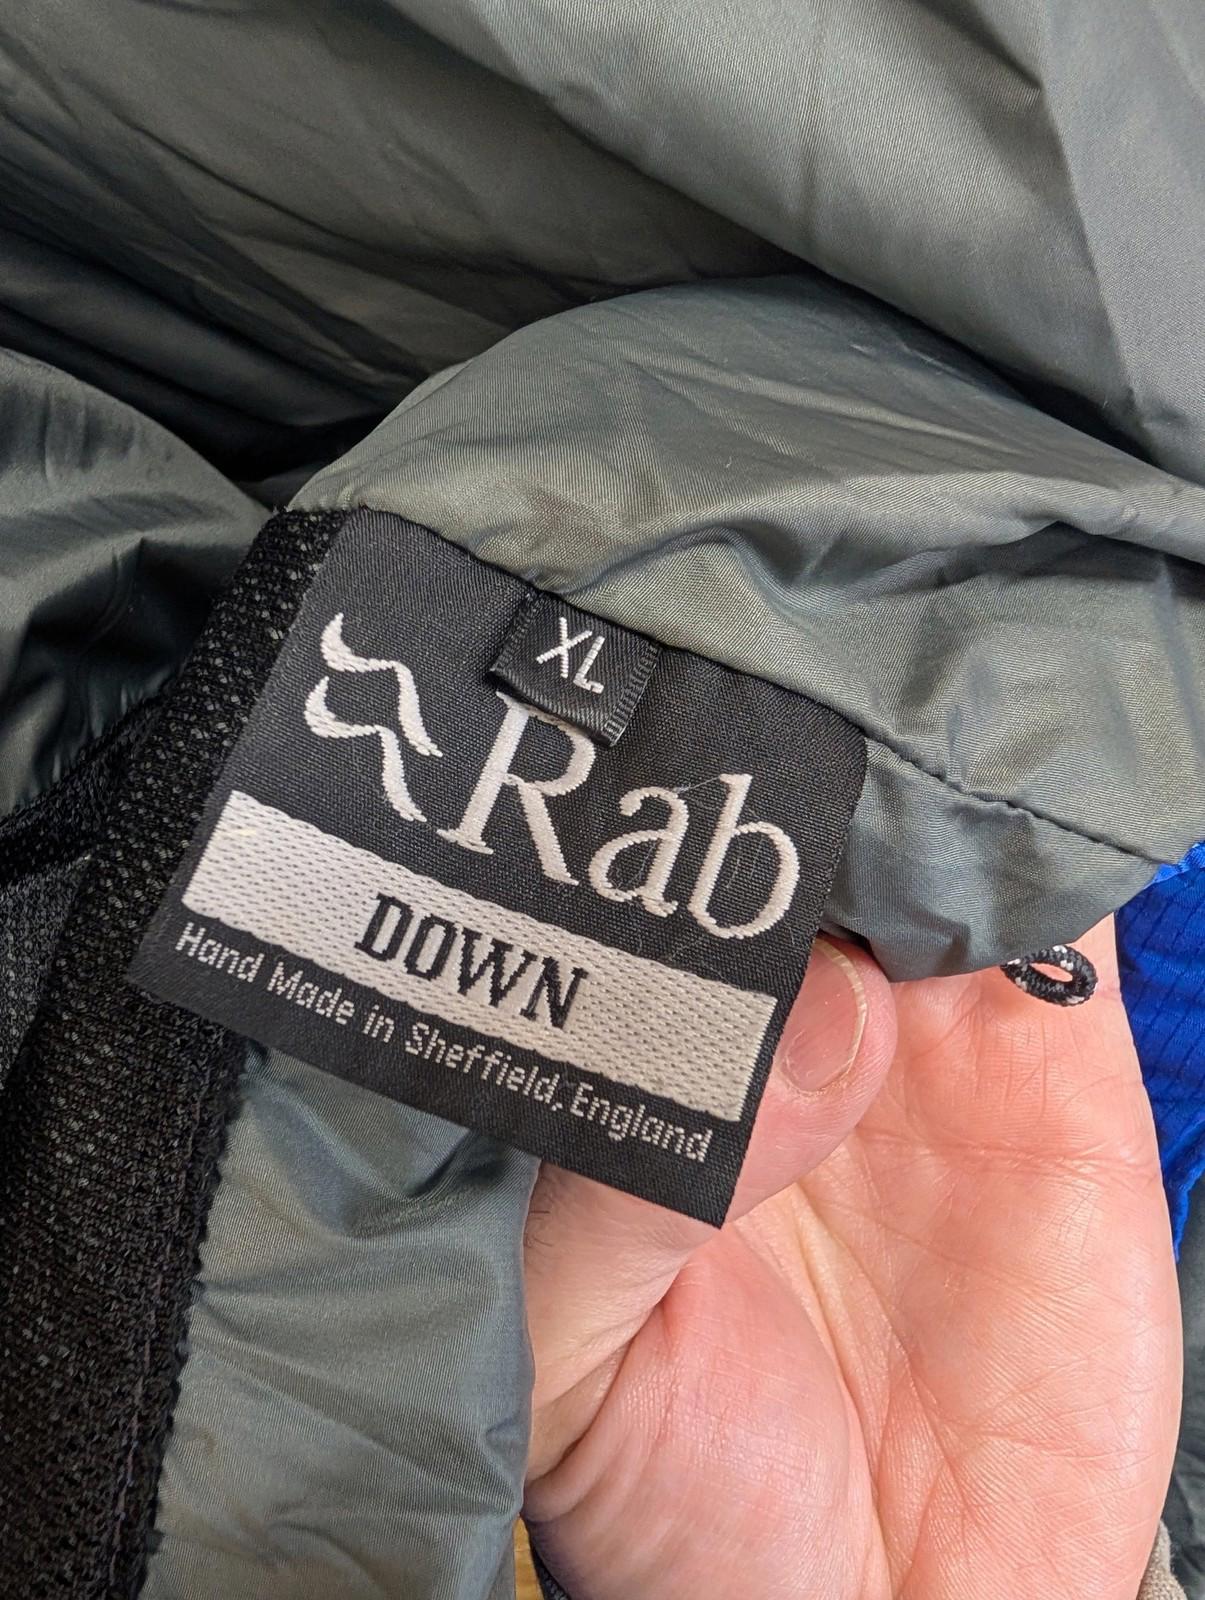 XL
Rab
DOWN
Hand Made in Sheffield, England